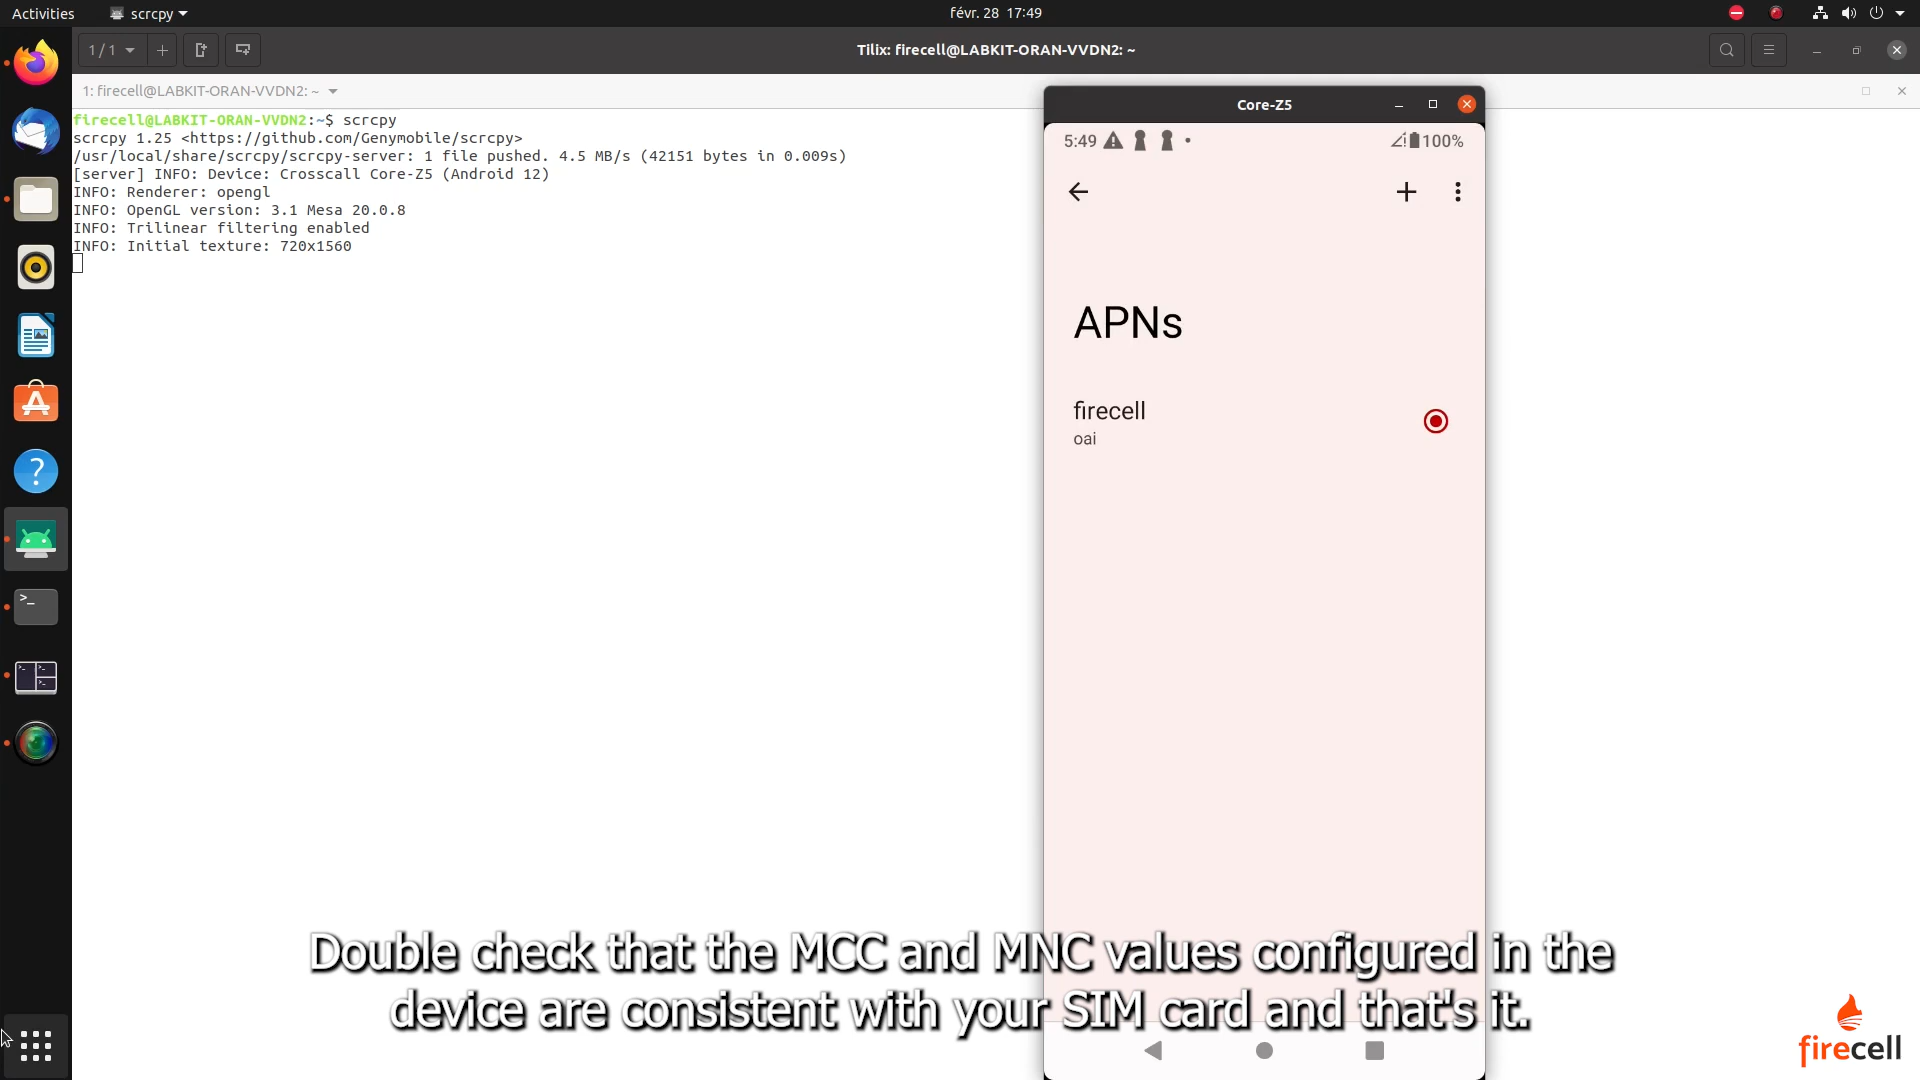 Activities
scrcpy
févr. 28 17:49
1 / 1
Tilix: firecell@LABKIT-ORAN-VVDN2: ~
1: firecell@LABKIT-ORAN-VVDN2: ~
firecell@LABKIT-ORAN-VVDN2:~$ scrcpy
scrcpy 1.25 <https://github.com/Genymobile/scrcpy>
/usr/local/share/scrcpy/scrcpy-server: 1 file pushed. 4.5 MB/s (42151 bytes in 0.009s)
[server] INFO: Device: Crosscall Core-Z5 (Android 12)
INFO: Renderer: opengl
INFO: OpenGL version: 3.1 Mesa 20.0.8
INFO: Trilinear filtering enabled
INFO: Initial texture: 720x1560
Core-Z5
5:49
100%
APNs
firecell
oai
Double check that the MCC and MNC values configured in the
device are consistent with your SIM card and that's it.
firecell